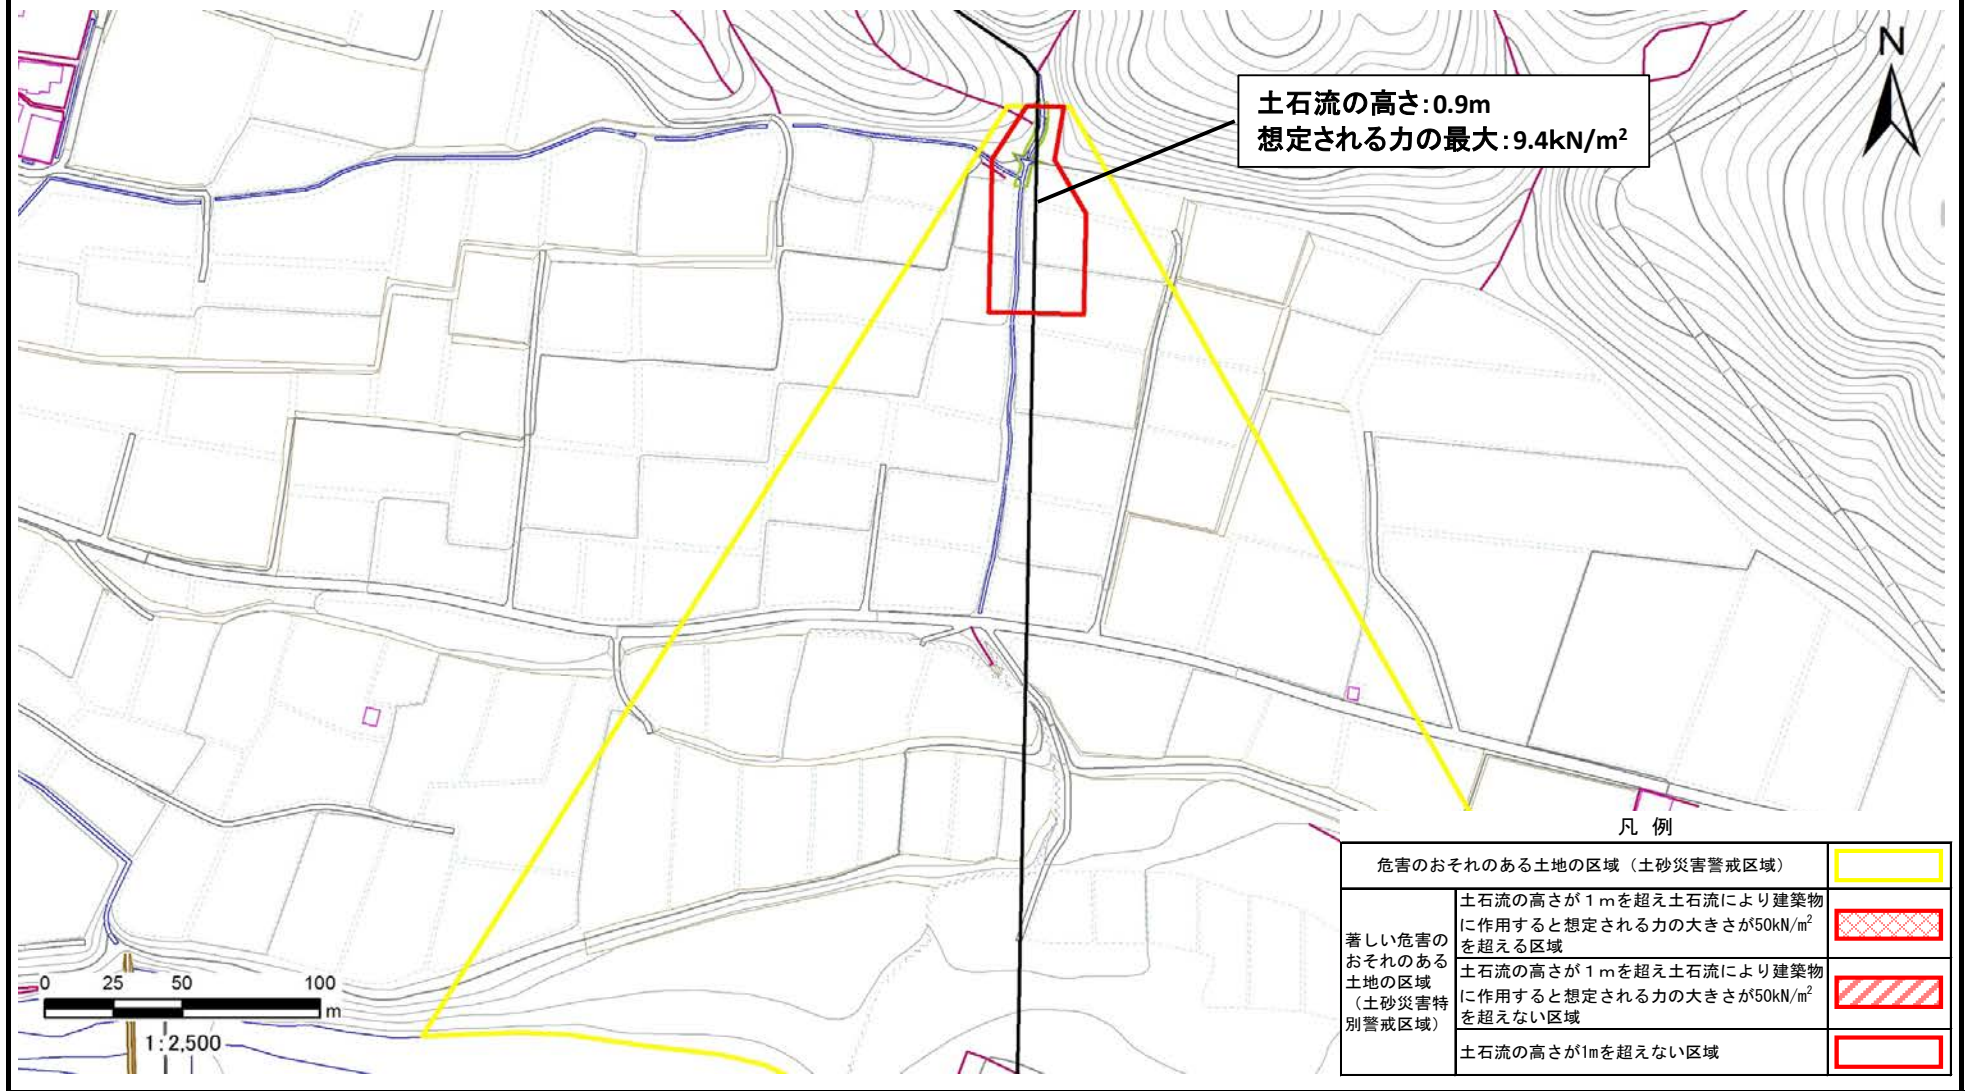 N
土石流の高さ：0.9m
想定される力の最大：9.4kN/m²
凡 例
危害のおそれのある土地の区域（土砂災害警戒区域）
著しい危害の
おそれのある
土地の区域
（土砂災害特
別警戒区域）
土石流の高さが１ｍを超え土石流により建築物
に作用すると想定される力の大きさが50kN/m²
を超える区域
土石流の高さが１ｍを超え土石流により建築物
に作用すると想定される力の大きさが50kN/m²
を超えない区域
土石流の高さが1mを超えない区域
0 25 50 100
m
1:2,500